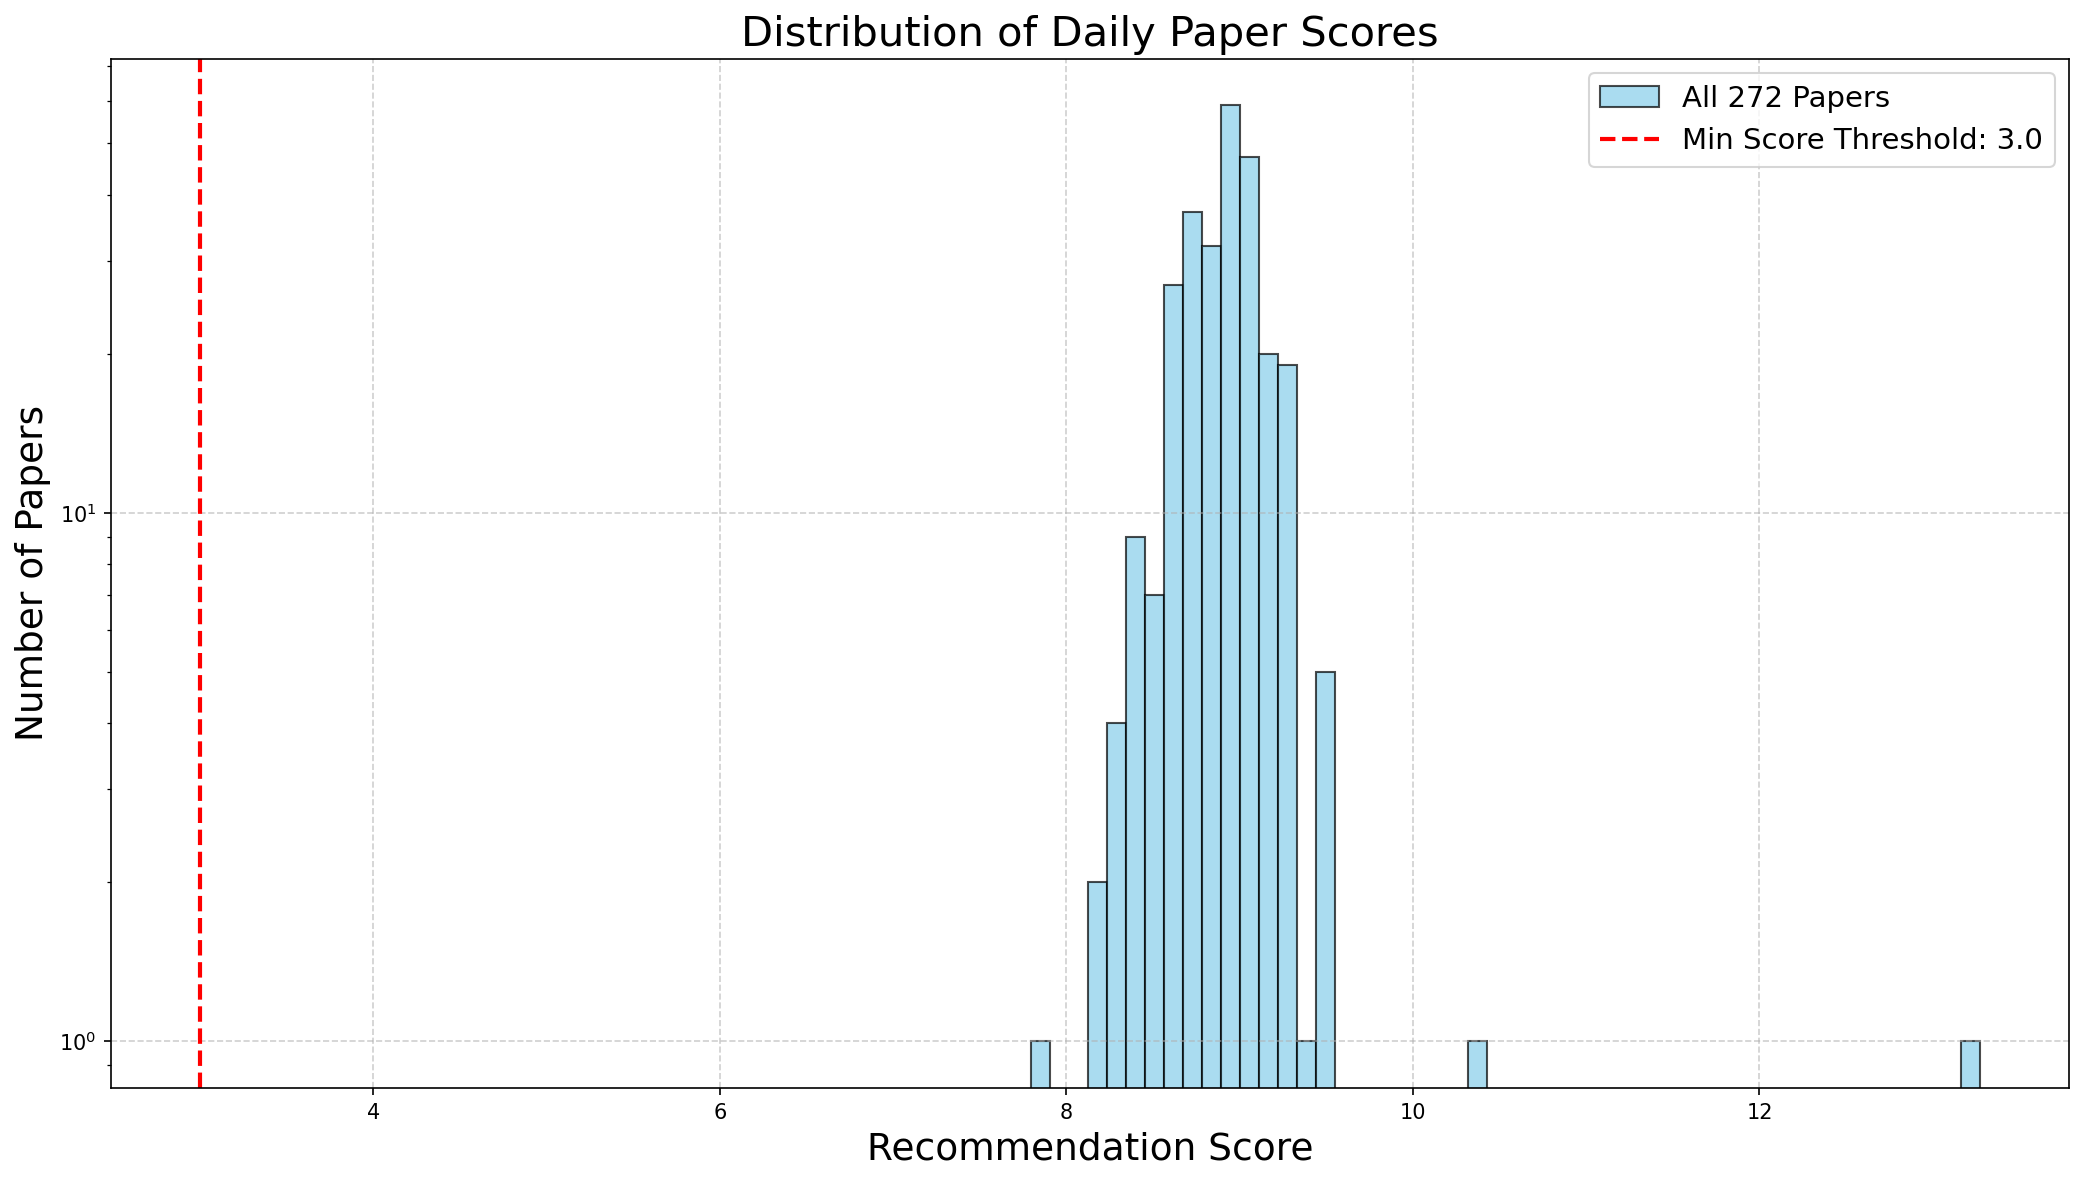 Distribution of Daily Paper Scores
All 272 Papers
Min Score Threshold: 3.0
Number of Papers
10¹
10⁰
4
6
8
10
12
Recommendation Score